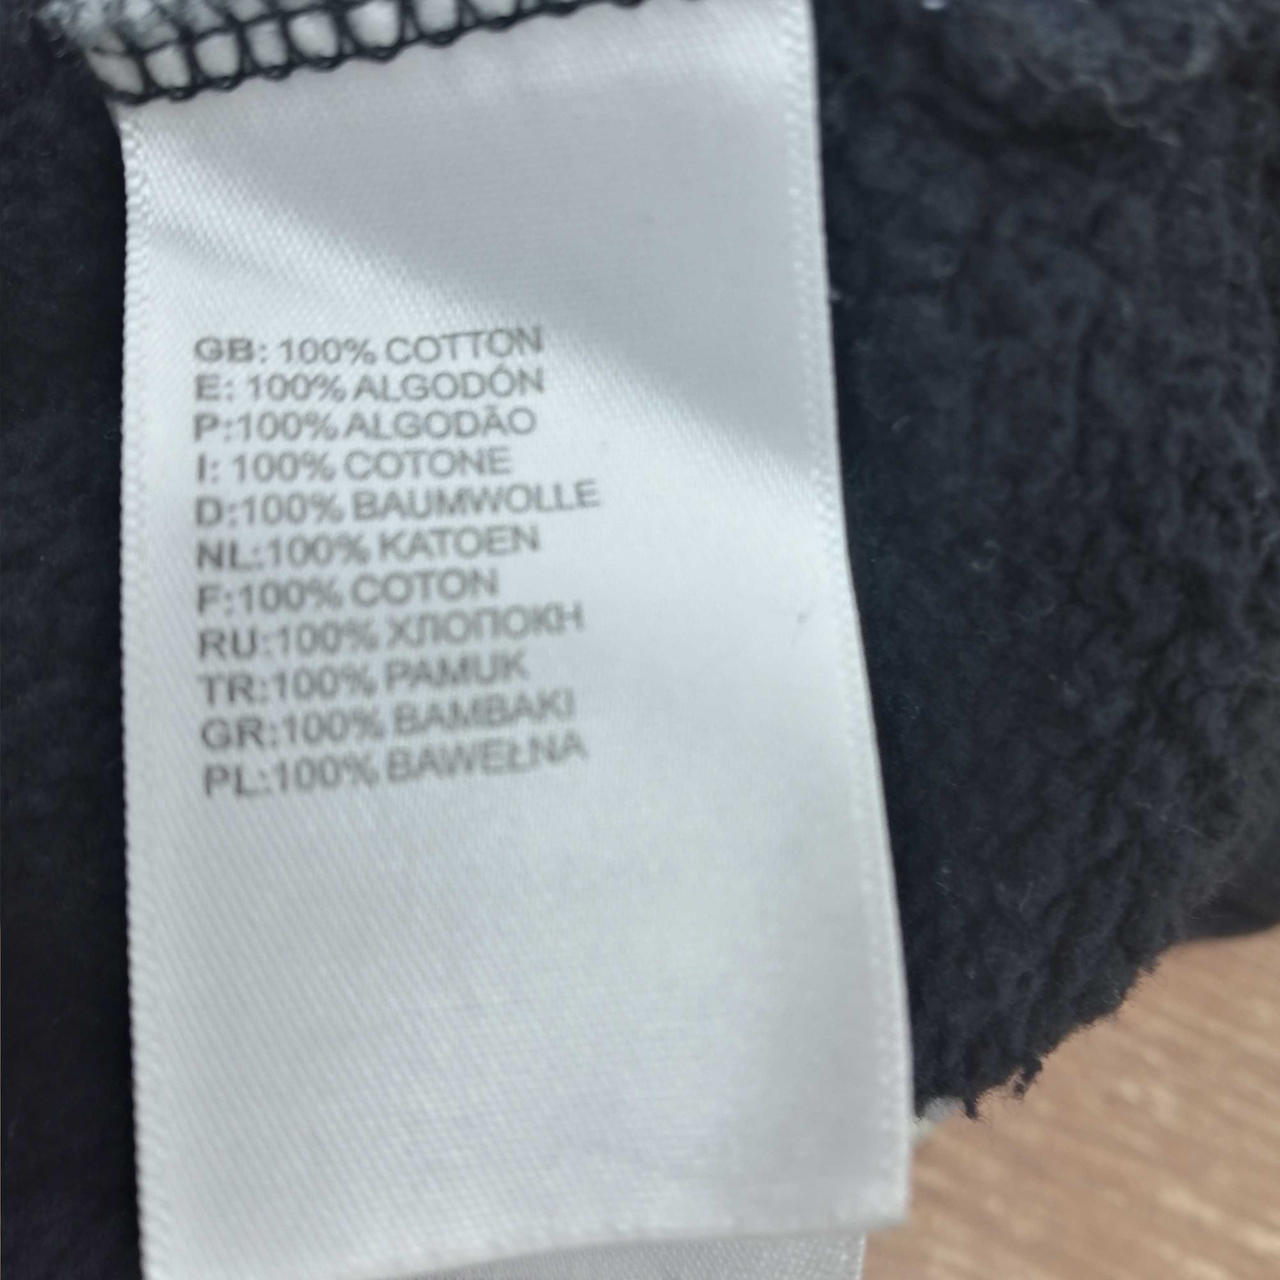 GB: 100% COTTON
E: 100% ALGODÓN
P:100% ALGODÃO
I: 100% COTONE
D:100% BAUMWOLLE
NL:100% KATOEN
F:100% COTON
RU:100% ХЛОПОКН
TR:100% PAMUK
GR:100% BAMBAKI
PL:100% BAWEŁNA